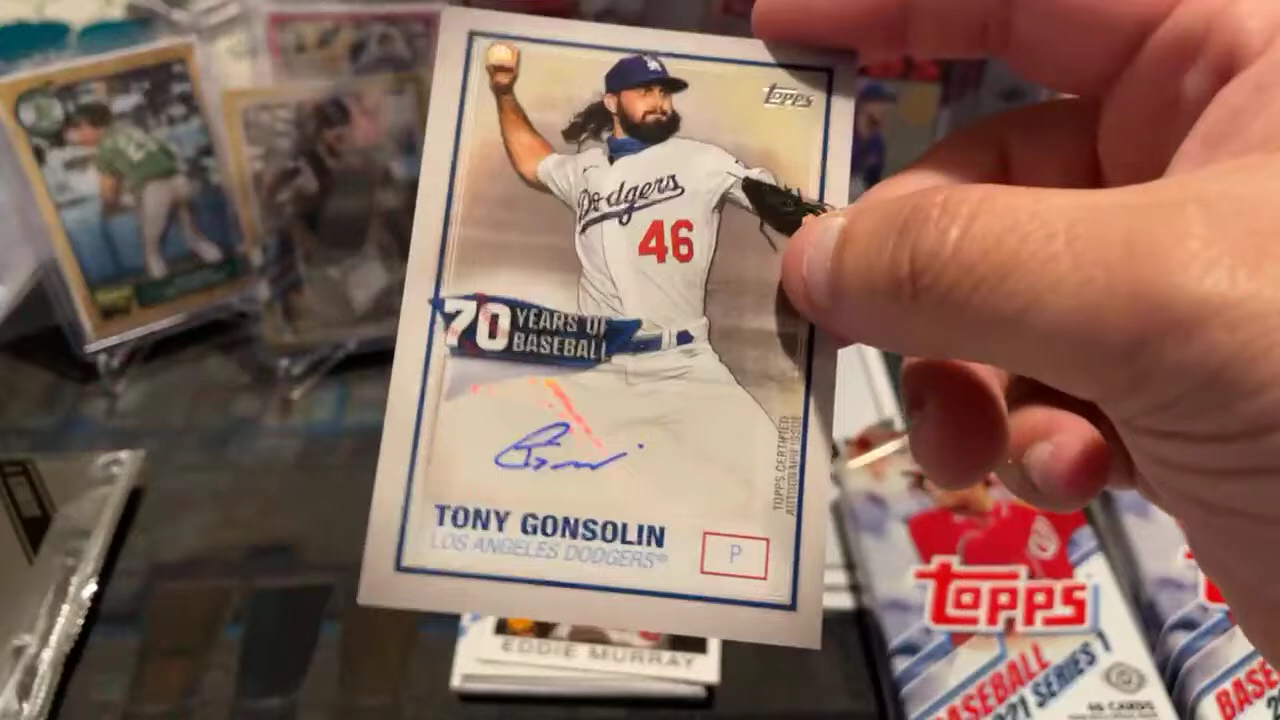 Topps
Dodgers
46
70 YEARS OF
BASEBALL
TOPPS CERTIFIED
AUTOGRAPH ISSUE
TONY GONSOLIN
LOS ANGELES DODGERS®
P
EDDIE MURRAY
Topps
BASEBALL
2021 SERIES 1
46 CARDS
BASE